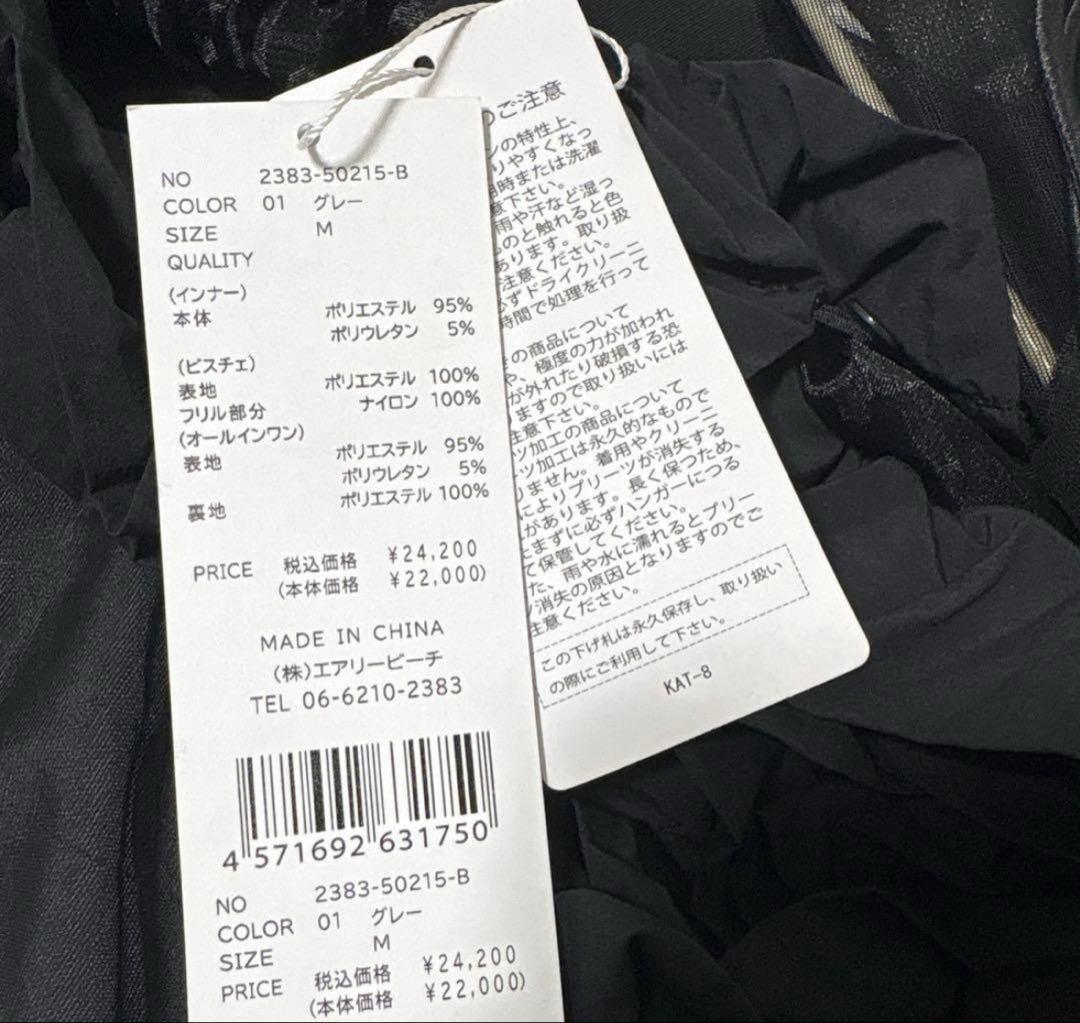 NO 2383-50215-B
COLOR 01 グレー
SIZE M
QUALITY
(インナー)
本体 ポリエステル 95%
ポリウレタン 5%
(ビスチェ)
表地 ポリエステル 100%
フリル部分 ナイロン 100%
(オールインワン)
表地 ポリエステル 95%
ポリウレタン 5%
裏地 ポリエステル 100%
PRICE 税込価格 ¥24,200
(本体価格 ¥22,000)
MADE IN CHINA
(株)エアリービーチ
TEL 06-6210-2383
4 571692 631750
NO 2383-50215-B
COLOR 01 グレー
SIZE M
PRICE 税込価格 ¥24,200
(本体価格 ¥22,000)
のご注意
ンの特性上、
りやすくなっ
用時または洗濯
意下さい。
雨や汗など湿っ
のと触れると色
あります。取り扱
注意ください。
必ずドライクリーニ
時間で処理を行って
の商品について
や、極度の力が加われ
が外れたり破損する恐
ますので取り扱いには
注意下さい。
ツ加工の商品について
ツ加工は永久的なもので
りません。着用やクリーニ
によりプリーツが消失する
があります。長く保つため、
たまずに必ずハンガーにつる
て保管してください。
た、雨や水に濡れるとプリー
消失の原因となりますのでご
注意ください。
この下げ札は永久保存し、取り扱い
の際にご利用して下さい。
KAT-8